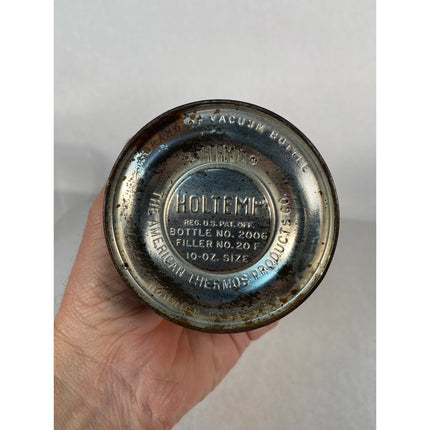 OF VACUUM BOTTLE
HOLTEMP
REG. U.S. PAT. OFF.
BOTTLE NO. 2006
FILLER NO. 20 F
10-OZ. SIZE
THE AMERICAN THERMOS PRODUCTS CO.